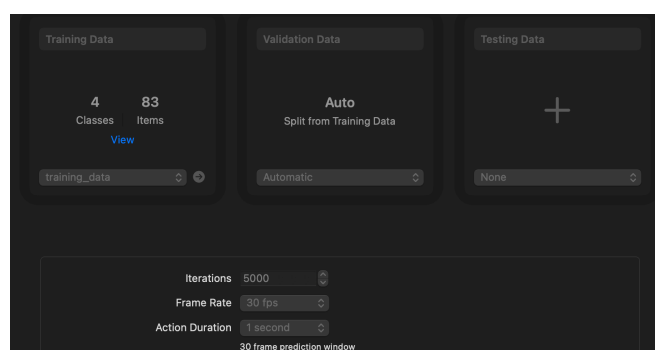 Training Data
4 83
Classes Items
View
training_data
Validation Data
Auto
Split from Training Data
Automatic
Testing Data
None
Iterations 5000
Frame Rate 30 fps
Action Duration 1 second
30 frame prediction window